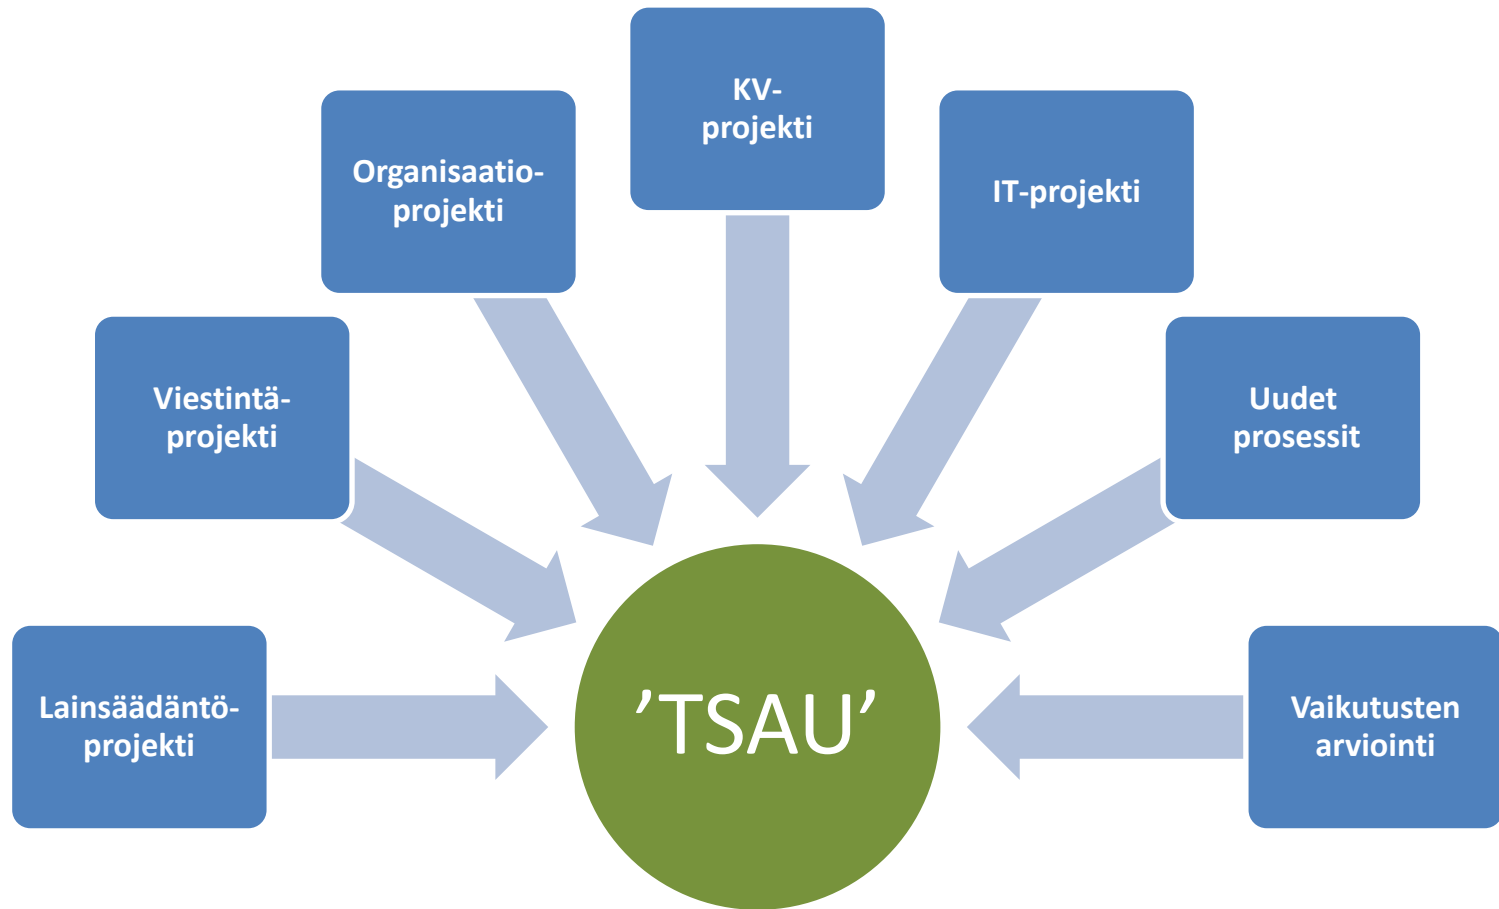 KV-
projekti
Organisaatio-
projekti
IT-projekti
Viestintä-
projekti
Uudet
prosessit
Lainsäädäntö-
projekti
’TSAU’
Vaikutusten
arviointi